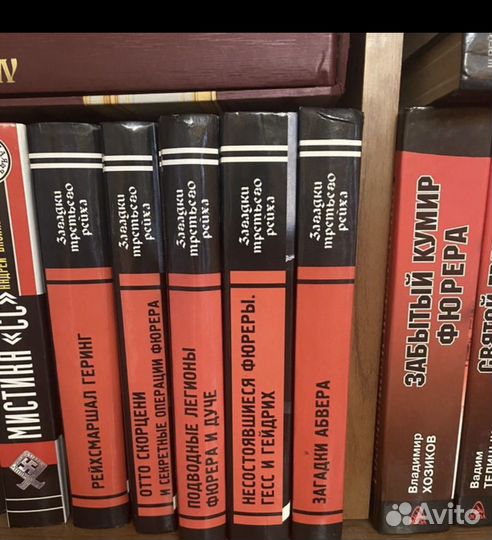 IV
АНДРЕЙ
МИСТИКА «СС»
Загадки
третьего
рейха
РЕЙХСМАРШАЛ ГЕРИНГ
Загадки
третьего
рейха
ОТТО СКОРЦЕНИ
И СЕКРЕТНЫЕ ОПЕРАЦИИ ФЮРЕРА
Загадки
третьего
рейха
ПОДВОДНЫЕ ЛЕГИОНЫ
ФЮРЕРА И ДУЧЕ
Загадки
третьего
рейха
НЕСОСТОЯВШИЕСЯ ФЮРЕРЫ.
ГЕСС И ГЕЙДРИХ
Загадки
третьего
рейха
ЗАГАДКИ АБВЕРА
Владимир
ХОЗИКОВ
ЗАБЫТЫЙ КУМИР
ФЮРЕРА
Вадим
СВЯТОЙ
Avito